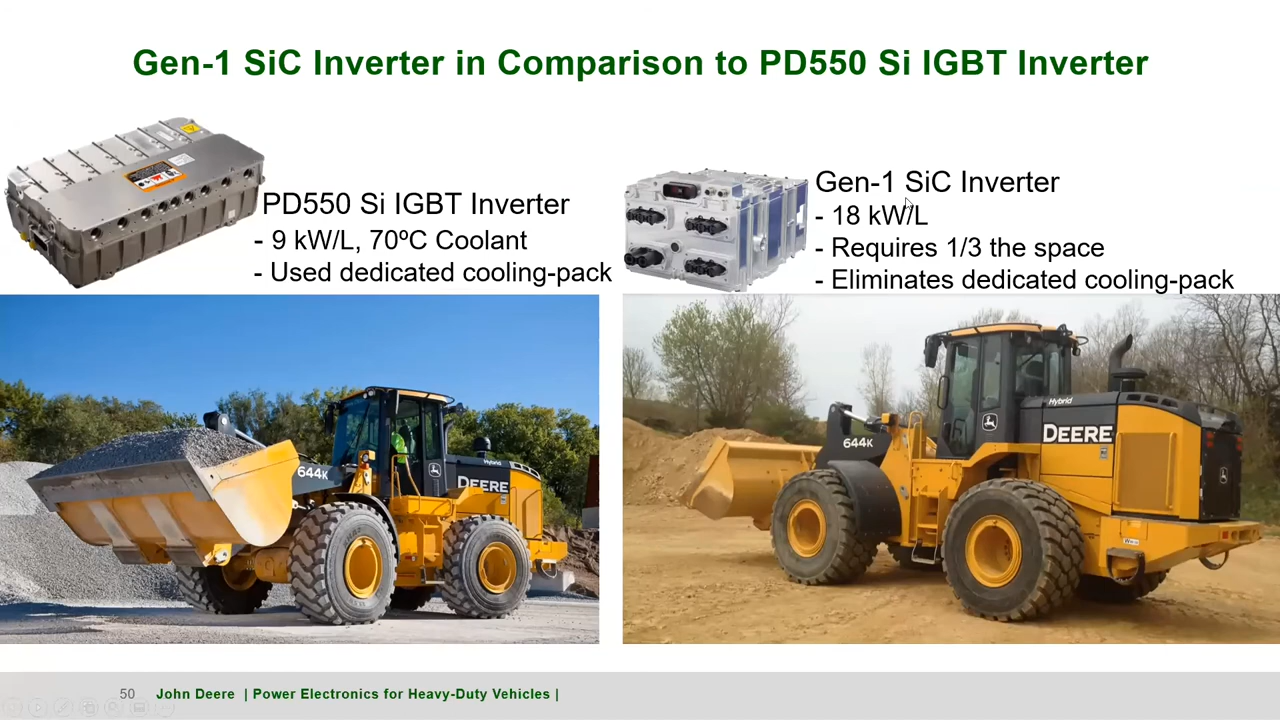 Gen-1 SiC Inverter in Comparison to PD550 Si IGBT Inverter
PD550 Si IGBT Inverter
- 9 kW/L, 70ºC Coolant
- Used dedicated cooling-pack
Gen-1 SiC Inverter
- 18 kW/L
- Requires 1/3 the space
- Eliminates dedicated cooling-pack
644K
Hybrid
DEERE
644K
Hybrid
DEERE
50 John Deere | Power Electronics for Heavy-Duty Vehicles |